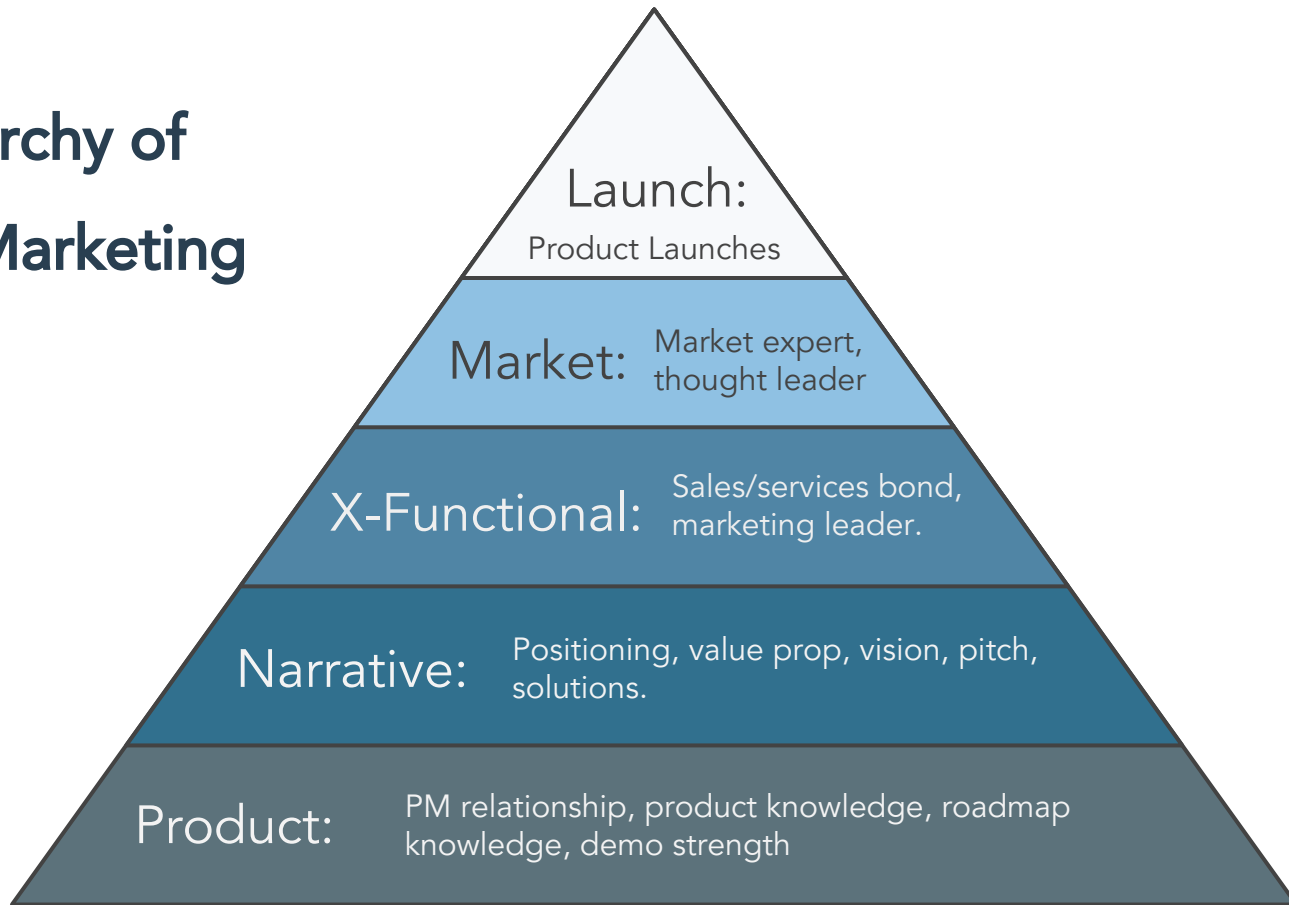 rchy of
Marketing
Launch:
Product Launches
Market:
Market expert,
thought leader
X-Functional:
Sales/services bond,
marketing leader.
Narrative:
Positioning, value prop, vision, pitch,
solutions.
Product:
PM relationship, product knowledge, roadmap
knowledge, demo strength